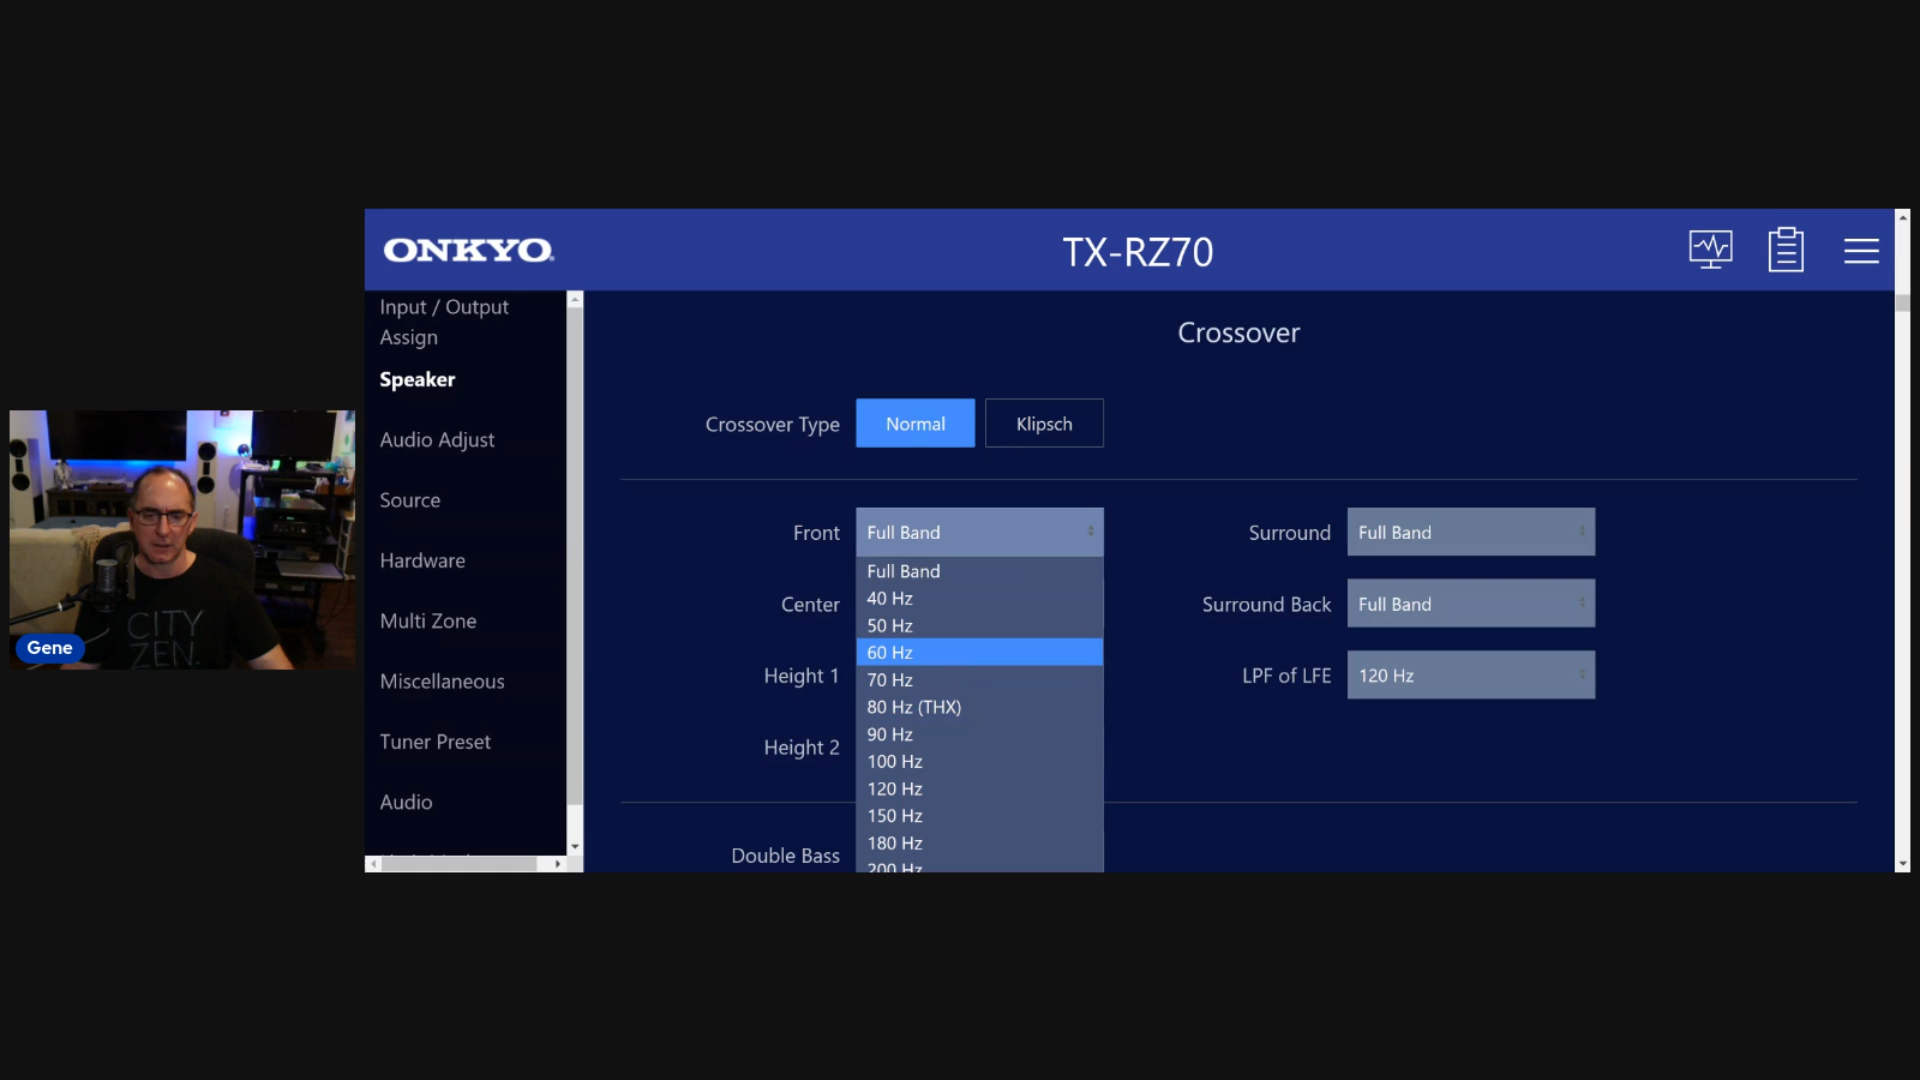 ONKYO
TX-RZ70
Input / Output
Assign
Speaker
Audio Adjust
Source
Hardware
Multi Zone
Miscellaneous
Tuner Preset
Audio
Crossover
Crossover Type
Normal
Klipsch
Front
Full Band
Full Band
40 Hz
50 Hz
60 Hz
70 Hz
80 Hz (THX)
90 Hz
100 Hz
120 Hz
150 Hz
180 Hz
200 Hz
Center
Height 1
Height 2
Double Bass
Surround
Full Band
Surround Back
Full Band
LPF of LFE
120 Hz
CITY
ZEN.
Gene